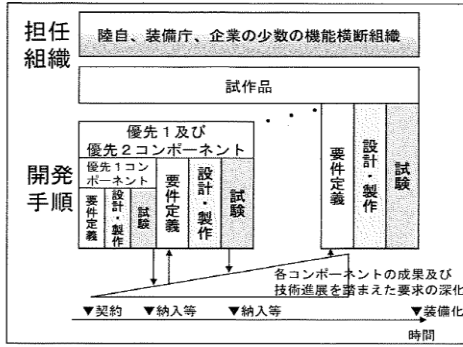 担任
組織
陸自、装備庁、企業の少数の機能横断組織
試作品
開発
手順
優先1及び
優先2コンポーネント
優先1コン
ポーネント
要件定義
設計・製作
試験
要件定義
設計・製作
試験
要件定義
設計・製作
試験
各コンポーネントの成果及び
技術進展を踏まえた要求の深化
▼契約
▼納入等
▼納入等
▼装備化
時間